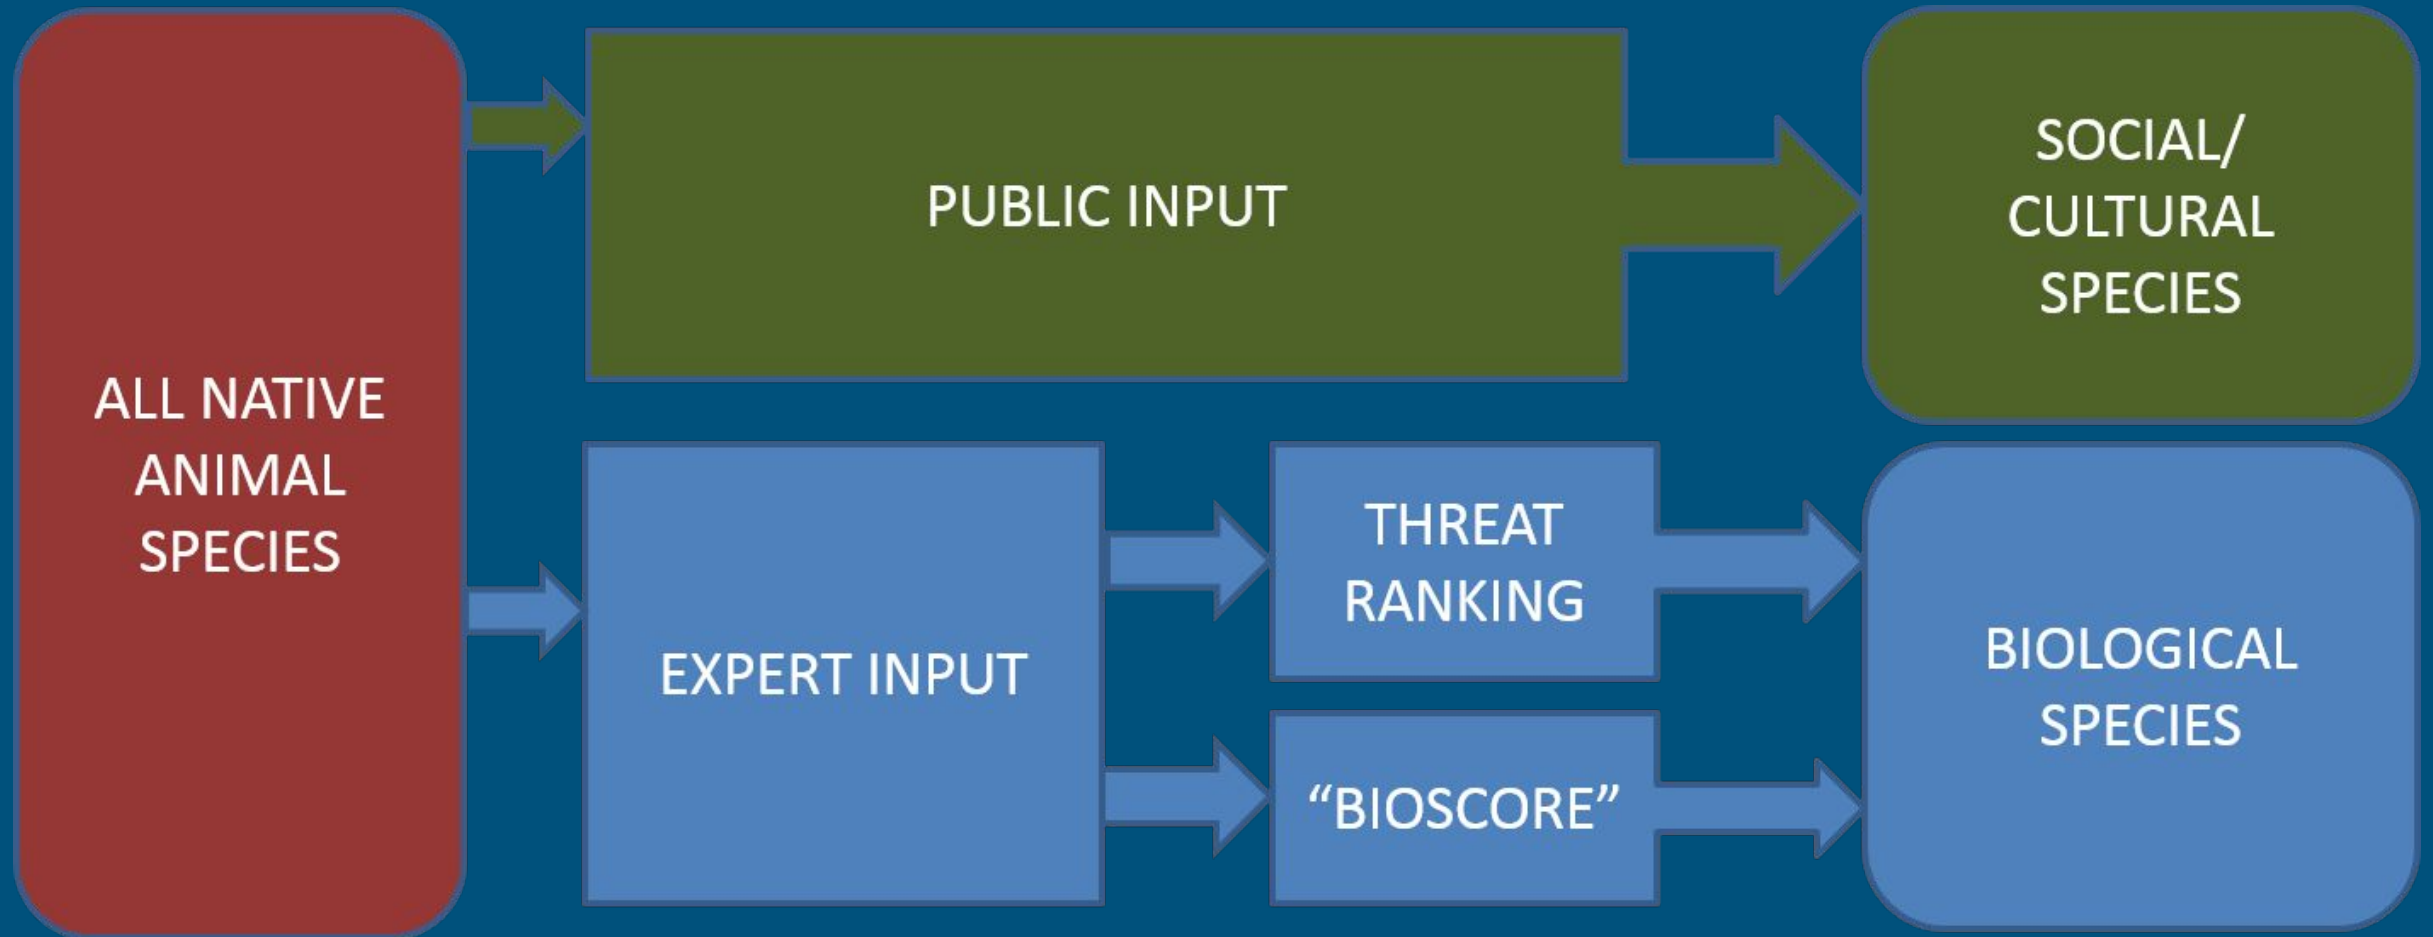 ALL NATIVE
ANIMAL
SPECIES
PUBLIC INPUT
SOCIAL/
CULTURAL
SPECIES
EXPERT INPUT
THREAT
RANKING
“BIOSCORE”
BIOLOGICAL
SPECIES